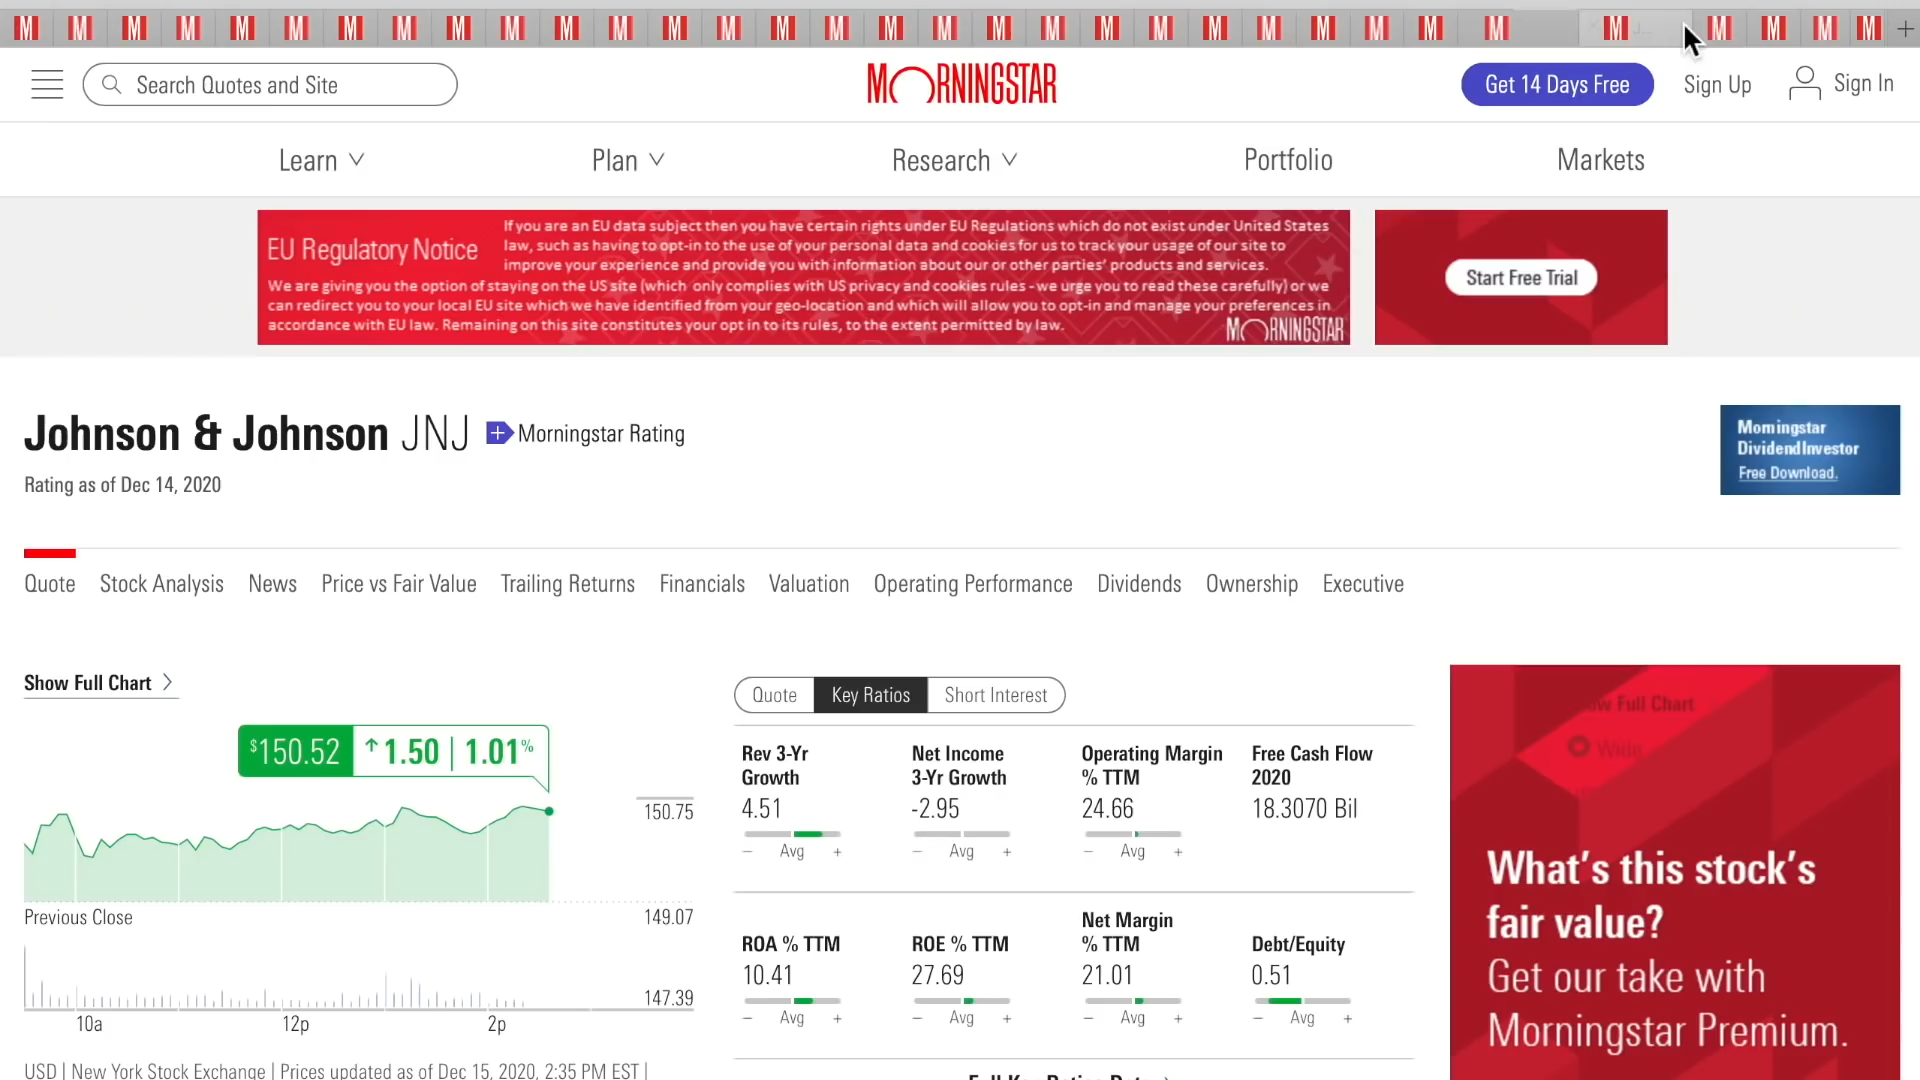 Search Quotes and Site
MORNINGSTAR
Get 14 Days Free
Sign Up
Sign In
Learn
Plan
Research
Portfolio
Markets
EU Regulatory Notice
If you are an EU data subject then you have certain rights under EU Regulations which do not exist under United States
law, such as having to opt-in to the use of your personal data and cookies for us to track your usage of our site to
improve your experience and provide you with information about our or other parties' products and services.
We are giving you the option of staying on the US site (which only complies with US privacy and cookies rules - we urge you to read these carefully) or we
can redirect you to your local EU site which we have identified from your geo-location and which will allow you to opt-in and manage your preferences in
accordance with EU law. Remaining on this site constitutes your opt in to its rules, to the extent permitted by law.
MORNINGSTAR
Start Free Trial
Johnson & Johnson JNJ
Morningstar Rating
Rating as of Dec 14, 2020
Morningstar
DividendInvestor
Free Download.
Quote
Stock Analysis
News
Price vs Fair Value
Trailing Returns
Financials
Valuation
Operating Performance
Dividends
Ownership
Executive
Show Full Chart
$150.52 ↑1.50 | 1.01%
150.75
Previous Close
149.07
147.39
10a
12p
2p
USD | New York Stock Exchange | Prices updated as of Dec 15, 2020, 2:35 PM EST |
Quote
Key Ratios
Short Interest
Rev 3-Yr
Growth
4.51
− Avg +
Net Income
3-Yr Growth
-2.95
− Avg +
Operating Margin
% TTM
24.66
− Avg +
Free Cash Flow
2020
18.3070 Bil
ROA % TTM
10.41
− Avg +
ROE % TTM
27.69
− Avg +
Net Margin
% TTM
21.01
− Avg +
Debt/Equity
0.51
− Avg +
Full Chart
Wide
What's this stock's
fair value?
Get our take with
Morningstar Premium.